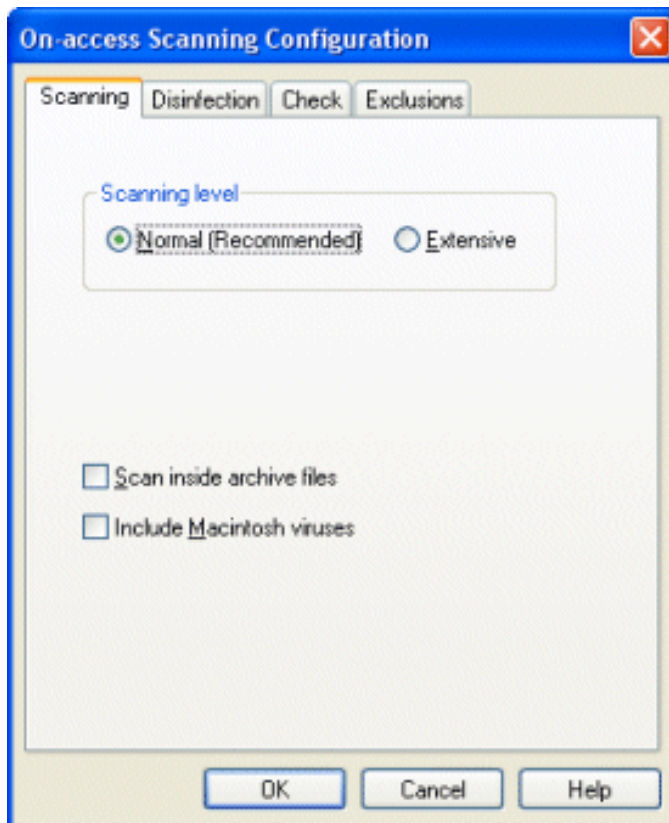 On-access Scanning Configuration
Scanning Disinfection Check Exclusions
Scanning level
Normal (Recommended) Extensive
Scan inside archive files
Include Macintosh viruses
OK Cancel Help